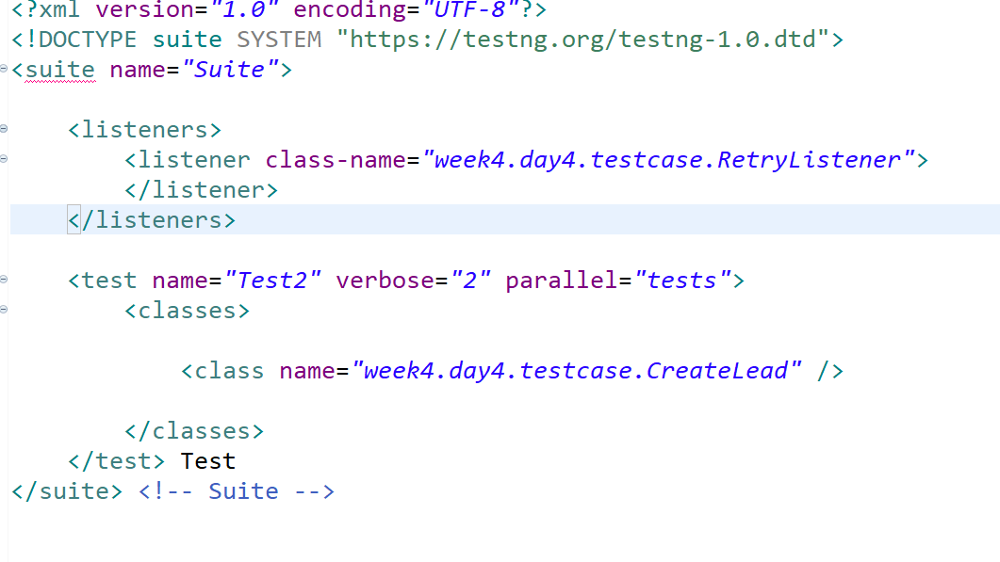 <?xml version="1.0" encoding="UTF-8"?>
<!DOCTYPE suite SYSTEM "https://testng.org/testng-1.0.dtd">
<suite name="Suite">
<listeners>
<listener class-name="week4.day4.testcase.RetryListener">
</listener>
</listeners>
<test name="Test2" verbose="2" parallel="tests">
<classes>
<class name="week4.day4.testcase.CreateLead" />
</classes>
</test> Test
</suite> <!-- Suite -->